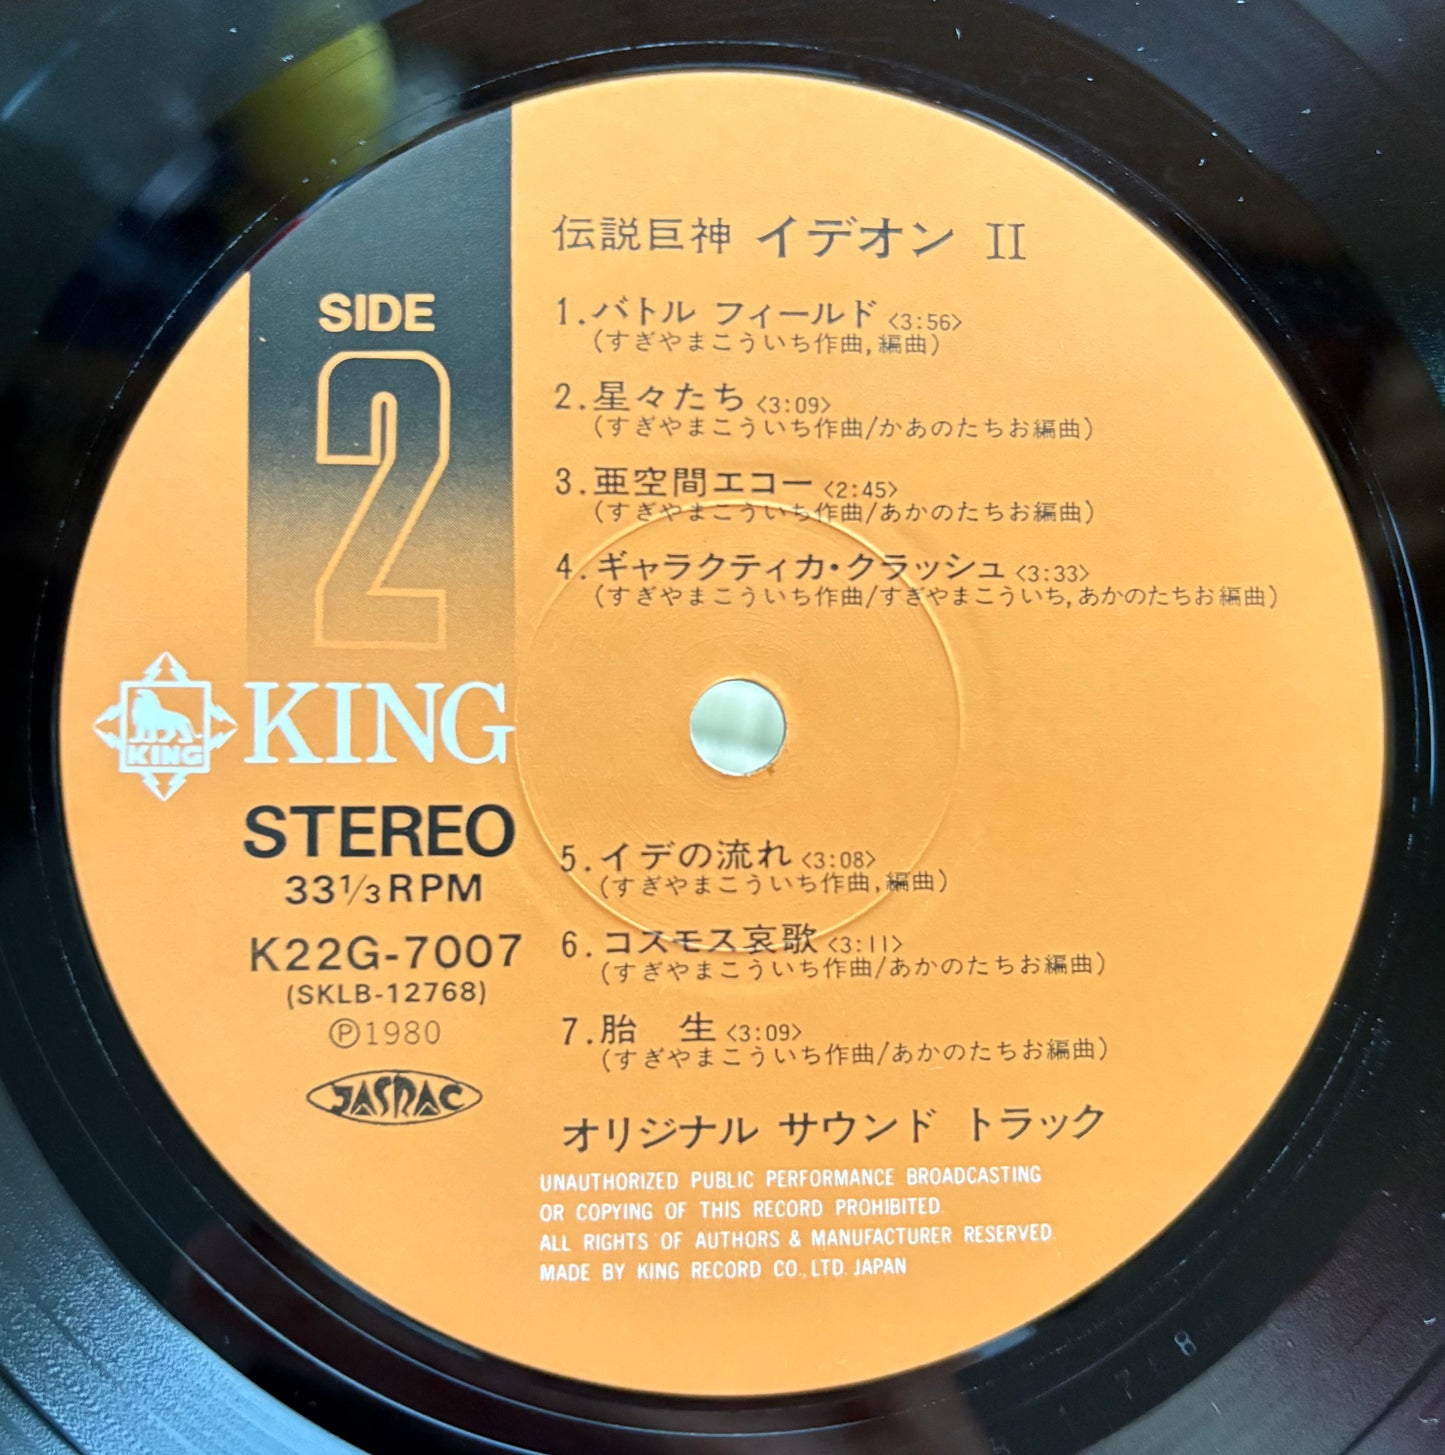 SIDE
2
KING
KING
STEREO
33⅓RPM
K22G-7007
(SKLB-12768)
Ⓟ1980
JASRAC
伝説巨神 イデオン II
1.バトル フィールド〈3:56〉
(すぎやまこういち作曲,編曲)
2.星々たち〈3:09〉
(すぎやまこういち作曲/かあのたちお編曲)
3.亜空間エコー〈2:45〉
(すぎやまこういち作曲/あかのたちお編曲)
4.ギャラクティカ・クラッシュ〈3:33〉
(すぎやまこういち作曲/すぎやまこういち,あかのたちお編曲)
5.イデの流れ〈3:08〉
(すぎやまこういち作曲,編曲)
6.コスモス哀歌〈3:11〉
(すぎやまこういち作曲/あかのたちお編曲)
7.胎 生〈3:09〉
(すぎやまこういち作曲/あかのたちお編曲)
オリジナル サウンド トラック
UNAUTHORIZED PUBLIC PERFORMANCE BROADCASTING
OR COPYING OF THIS RECORD PROHIBITED.
ALL RIGHTS OF AUTHORS & MANUFACTURER RESERVED.
MADE BY KING RECORD CO., LTD. JAPAN